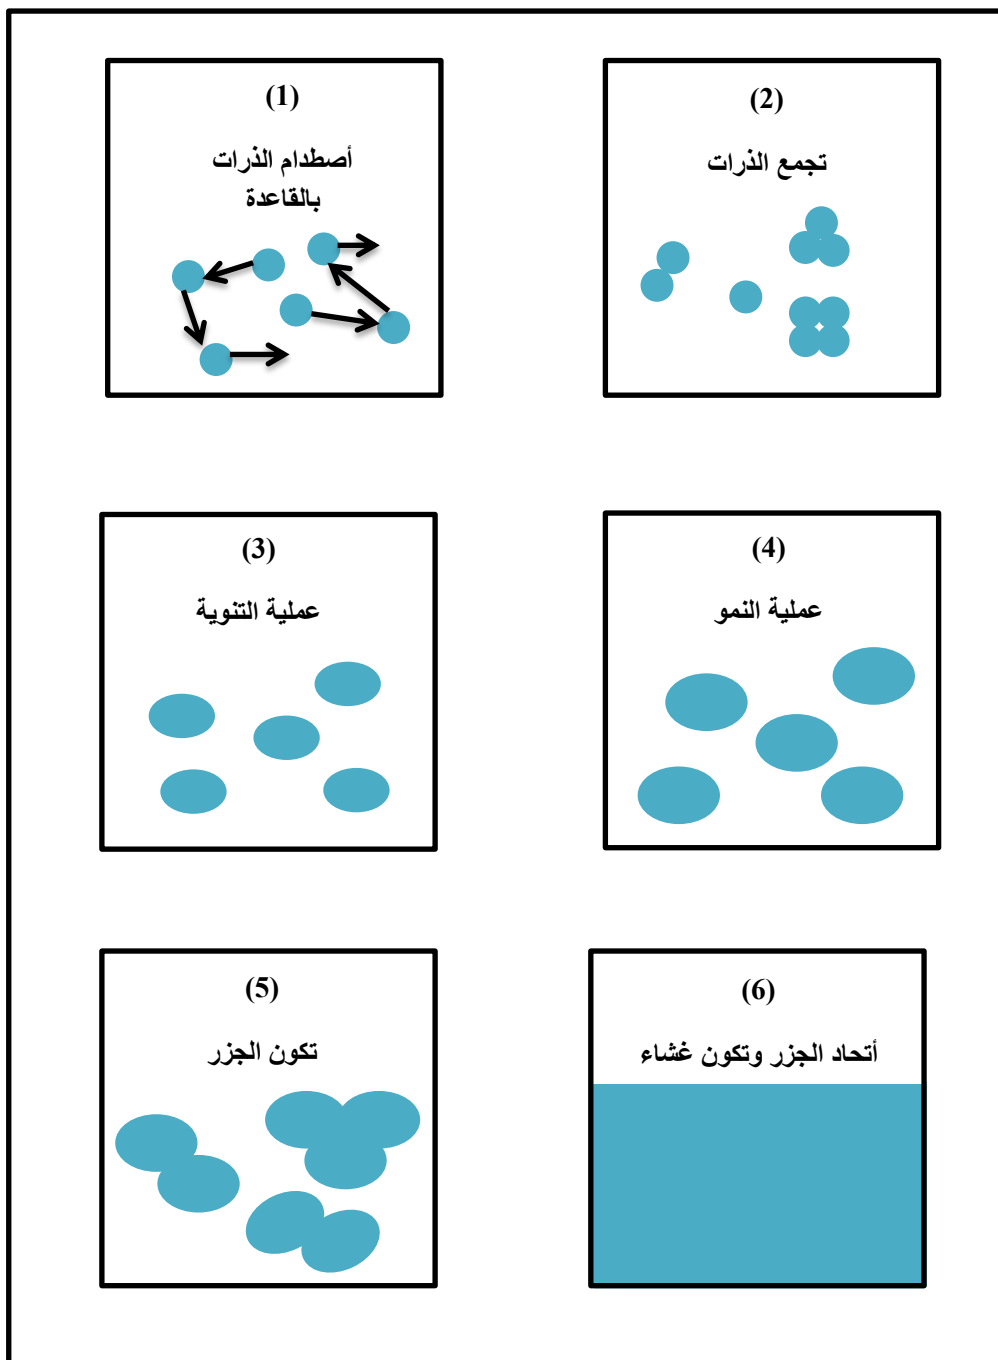 (1)
أصطدام الذرات
بالقاعدة
(2)
تجمع الذرات
(3)
عملية التنوية
(4)
عملية النمو
(5)
تكون الجزر
(6)
أتحاد الجزر وتكون غشاء